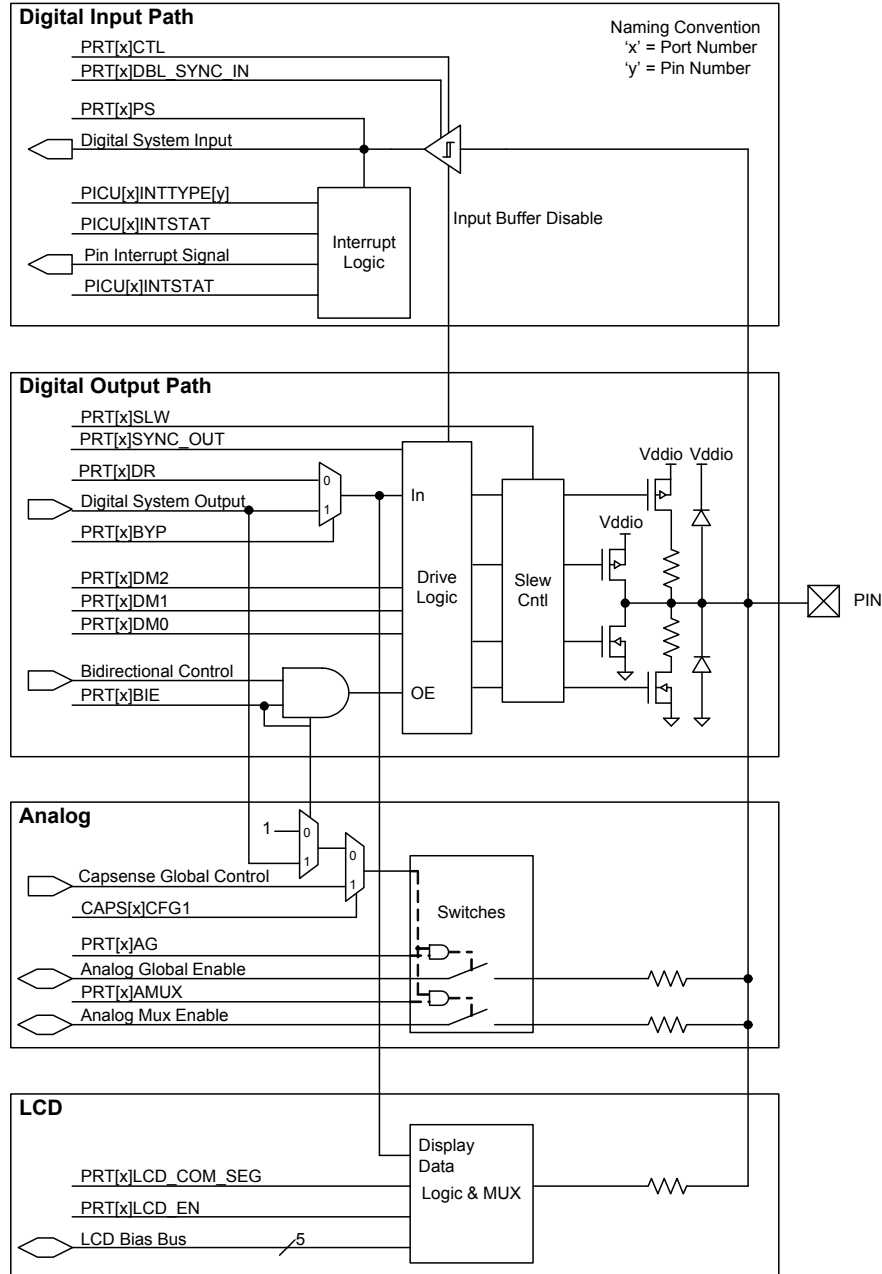 Digital Input Path
Naming Convention
‘x’ = Port Number
‘y’ = Pin Number
PRT[x]CTL
PRT[x]DBL_SYNC_IN
PRT[x]PS
Digital System Input
PICU[x]INTTYPE[y]
PICU[x]INTSTAT
Pin Interrupt Signal
PICU[x]INTSTAT
Interrupt
Logic
Input Buffer Disable
Digital Output Path
PRT[x]SLW
PRT[x]SYNC_OUT
PRT[x]DR
Digital System Output
PRT[x]BYP
0
1
PRT[x]DM2
PRT[x]DM1
PRT[x]DM0
Bidirectional Control
PRT[x]BIE
In
Drive
Logic
OE
Slew
Cntl
Vddio
Vddio
Vddio
PIN
Analog
1
0
1
0
1
Capsense Global Control
CAPS[x]CFG1
PRT[x]AG
Analog Global Enable
PRT[x]AMUX
Analog Mux Enable
Switches
LCD
PRT[x]LCD_COM_SEG
PRT[x]LCD_EN
LCD Bias Bus
5
Display
Data
Logic & MUX